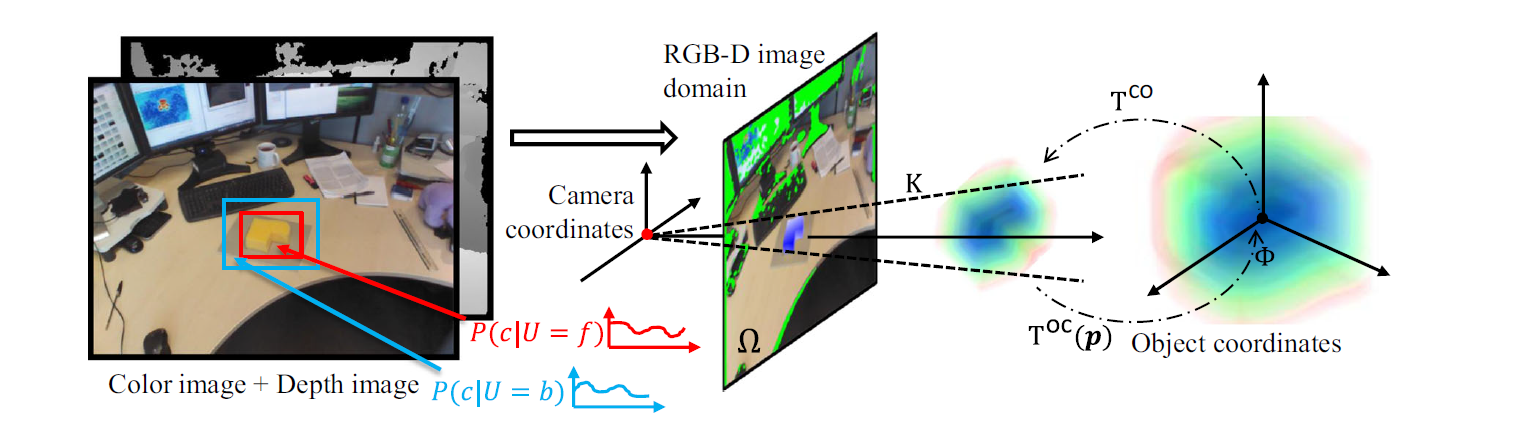 RGB-D image
domain
T^co
K
Camera
coordinates
Φ
P(c|U = f)
Ω
T^oc(p)
Object coordinates
Color image + Depth image
P(c|U = b)